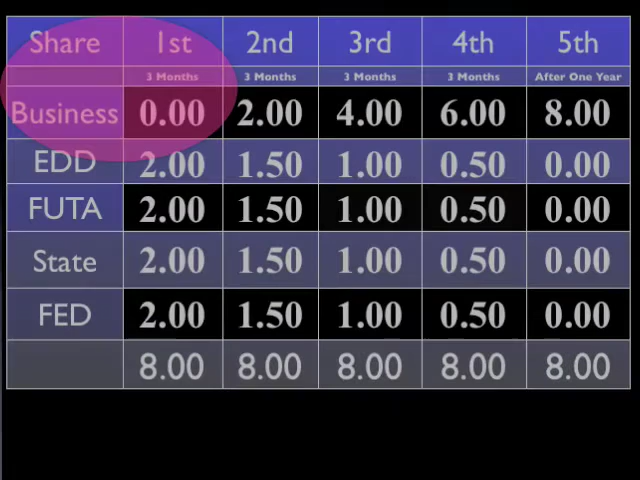 Share 1st 2nd 3rd 4th 5th
3 Months 3 Months 3 Months 3 Months After One Year
Business 0.00 2.00 4.00 6.00 8.00
EDD 2.00 1.50 1.00 0.50 0.00
FUTA 2.00 1.50 1.00 0.50 0.00
State 2.00 1.50 1.00 0.50 0.00
FED 2.00 1.50 1.00 0.50 0.00
8.00 8.00 8.00 8.00 8.00